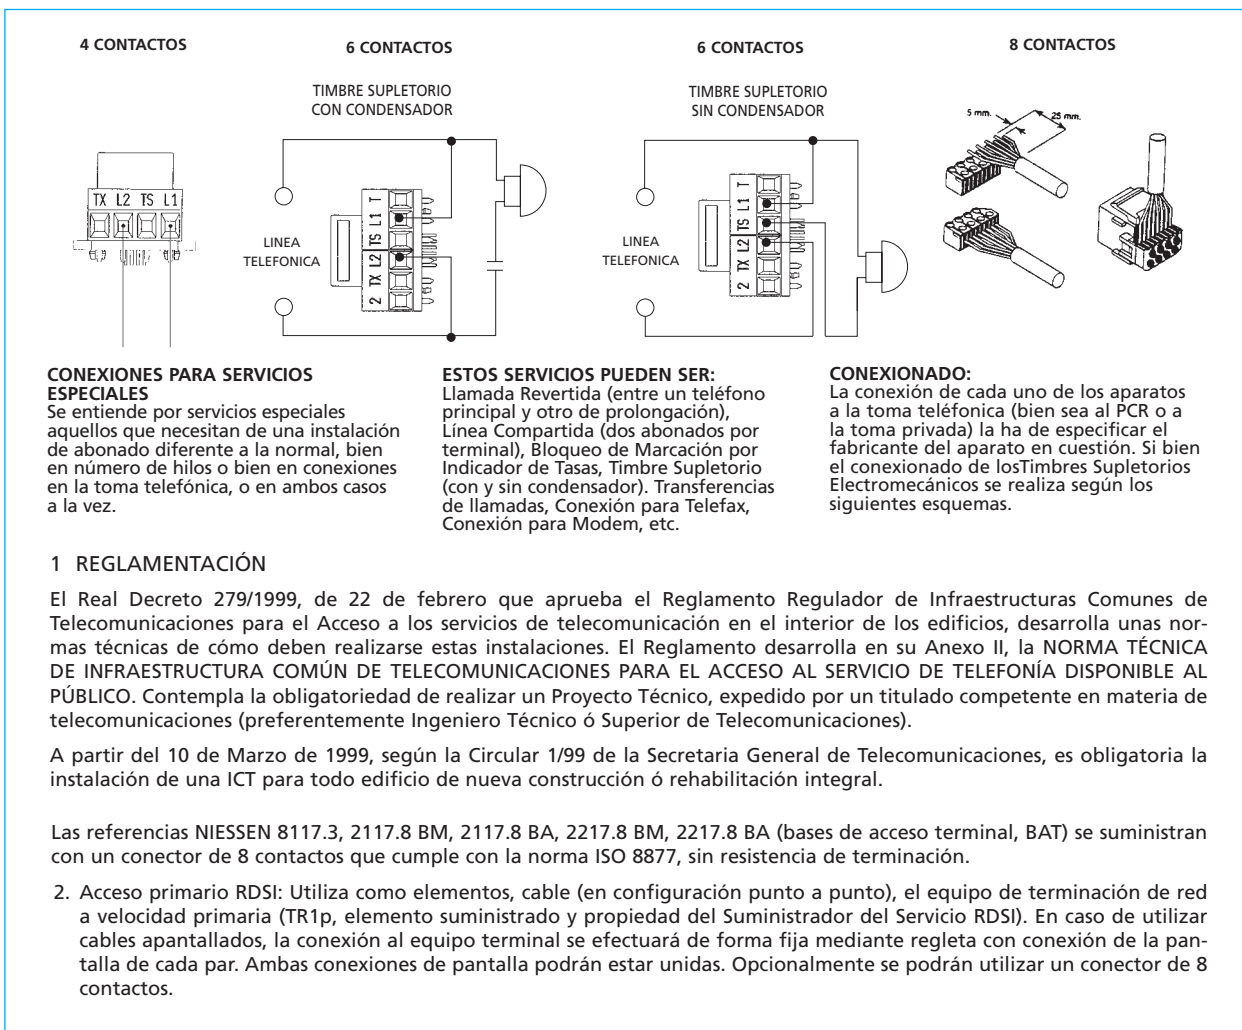 4 CONTACTOS
6 CONTACTOS
6 CONTACTOS
8 CONTACTOS
TIMBRE SUPLETORIO
CON CONDENSADOR
TIMBRE SUPLETORIO
SIN CONDENSADOR
5 mm.
25 mm.
TX L2 TS L1
LINEA
TELEFONICA
2 TX L2 TS L1 T
LINEA
TELEFONICA
2 TX L2 TS L1 T
CONEXIONES PARA SERVICIOS
ESPECIALES
Se entiende por servicios especiales
aquellos que necesitan de una instalación
de abonado diferente a la normal, bien
en número de hilos o bien en conexiones
en la toma telefónica, o en ambos casos
a la vez.
ESTOS SERVICIOS PUEDEN SER:
Llamada Revertida (entre un teléfono
principal y otro de prolongación),
Línea Compartida (dos abonados por
terminal), Bloqueo de Marcación por
Indicador de Tasas, Timbre Supletorio
(con y sin condensador). Transferencias
de llamadas, Conexión para Telefax,
Conexión para Modem, etc.
CONEXIONADO:
La conexión de cada uno de los aparatos
a la toma teléfonica (bien sea al PCR o a
la toma privada) la ha de especificar el
fabricante del aparato en cuestión. Si bien
el conexionado de losTimbres Supletorios
Electromecánicos se realiza según los
siguientes esquemas.
1 REGLAMENTACIÓN
El Real Decreto 279/1999, de 22 de febrero que aprueba el Reglamento Regulador de Infraestructuras Comunes de
Telecomunicaciones para el Acceso a los servicios de telecomunicación en el interior de los edificios, desarrolla unas nor-
mas técnicas de cómo deben realizarse estas instalaciones. El Reglamento desarrolla en su Anexo II, la NORMA TÉCNICA
DE INFRAESTRUCTURA COMÚN DE TELECOMUNICACIONES PARA EL ACCESO AL SERVICIO DE TELEFONÍA DISPONIBLE AL
PÚBLICO. Contempla la obligatoriedad de realizar un Proyecto Técnico, expedido por un titulado competente en materia de
telecomunicaciones (preferentemente Ingeniero Técnico ó Superior de Telecomunicaciones).
A partir del 10 de Marzo de 1999, según la Circular 1/99 de la Secretaria General de Telecomunicaciones, es obligatoria la
instalación de una ICT para todo edificio de nueva construcción ó rehabilitación integral.
Las referencias NIESSEN 8117.3, 2117.8 BM, 2117.8 BA, 2217.8 BM, 2217.8 BA (bases de acceso terminal, BAT) se suministran
con un conector de 8 contactos que cumple con la norma ISO 8877, sin resistencia de terminación.
2. Acceso primario RDSI: Utiliza como elementos, cable (en configuración punto a punto), el equipo de terminación de red
a velocidad primaria (TR1p, elemento suministrado y propiedad del Suministrador del Servicio RDSI). En caso de utilizar
cables apantallados, la conexión al equipo terminal se efectuará de forma fija mediante regleta con conexión de la pan-
talla de cada par. Ambas conexiones de pantalla podrán estar unidas. Opcionalmente se podrán utilizar un conector de 8
contactos.